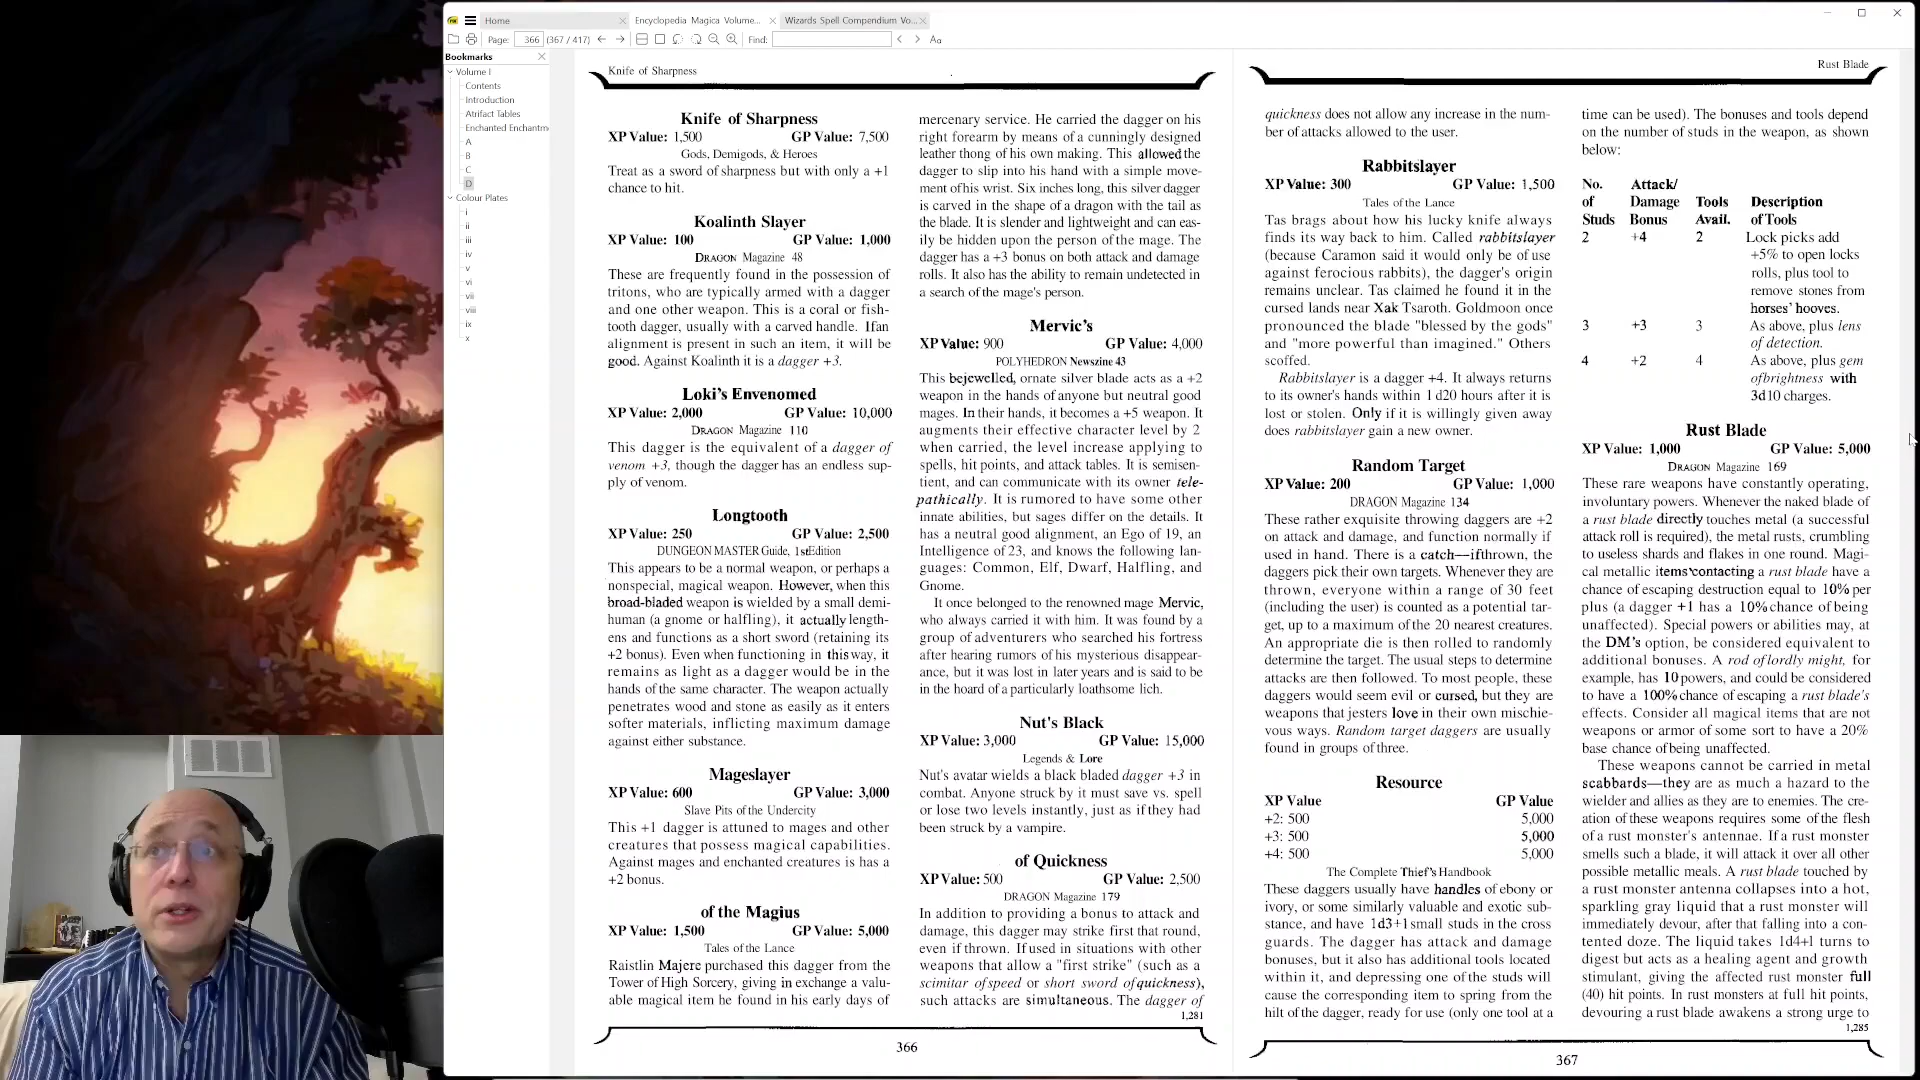 Home
Encyclopedia Magica Volume...
Wizards Spell Compendium Vo...
Page: 366 (367 / 417)
Find:
Bookmarks
Volume I
Contents
Introduction
Atrifact Tables
Enchanted Enchantm
A
B
C
D
Colour Plates
i
ii
iii
iv
v
vi
vii
viii
ix
x
Knife of Sharpness
Knife of Sharpness
XP Value: 1,500 GP Value: 7,500
Gods, Demigods, & Heroes
Treat as a sword of sharpness but with only a +1
chance to hit.
Koalinth Slayer
XP Value: 100 GP Value: 1,000
DRAGON Magazine 48
These are frequently found in the possession of
tritons, who are typically armed with a dagger
and one other weapon. This is a coral or fish-
tooth dagger, usually with a carved handle. Ifan
alignment is present in such an item, it will be
good. Against Koalinth it is a dagger +3.
Loki's Envenomed
XP Value: 2,000 GP Value: 10,000
DRAGON Magazine 110
This dagger is the equivalent of a dagger of
venom +3, though the dagger has an endless sup-
ply of venom.
Longtooth
XP Value: 250 GP Value: 2,500
DUNGEON MASTER Guide, 1stEdition
This appears to be a normal weapon, or perhaps a
nonspecial, magical weapon. However, when this
broad-bladed weapon is wielded by a small demi-
human (a gnome or halfling), it actually length-
ens and functions as a short sword (retaining its
+2 bonus). Even when functioning in this way, it
remains as light as a dagger would be in the
hands of the same character. The weapon actually
penetrates wood and stone as easily as it enters
softer materials, inflicting maximum damage
against either substance.
Mageslayer
XP Value: 600 GP Value: 3,000
Slave Pits of the Undercity
This +1 dagger is attuned to mages and other
creatures that possess magical capabilities.
Against mages and enchanted creatures is has a
+2 bonus.
of the Magius
XP Value: 1,500 GP Value: 5,000
Tales of the Lance
Raistlin Majere purchased this dagger from the
Tower of High Sorcery, giving in exchange a valu-
able magical item he found in his early days of
mercenary service. He carried the dagger on his
right forearm by means of a cunningly designed
leather thong of his own making. This allowed the
dagger to slip into his hand with a simple move-
ment of his wrist. Six inches long, this silver dagger
is carved in the shape of a dragon with the tail as
the blade. It is slender and lightweight and can eas-
ily be hidden upon the person of the mage. The
dagger has a +3 bonus on both attack and damage
rolls. It also has the ability to remain undetected in
a search of the mage's person.
Mervic's
XP Value: 900 GP Value: 4,000
POLYHEDRON Newszine 43
This bejewelled, ornate silver blade acts as a +2
weapon in the hands of anyone but neutral good
mages. In their hands, it becomes a +5 weapon. It
augments their effective character level by 2
when carried, the level increase applying to
spells, hit points, and attack tables. It is semisen-
tient, and can communicate with its owner tele-
pathically. It is rumored to have some other
innate abilities, but sages differ on the details. It
has a neutral good alignment, an Ego of 19, an
Intelligence of 23, and knows the following lan-
guages: Common, Elf, Dwarf, Halfling, and
Gnome.
It once belonged to the renowned mage Mervic,
who always carried it with him. It was found by a
group of adventurers who searched his fortress
after hearing rumors of his mysterious disappear-
ance, but it was lost in later years and is said to be
in the hoard of a particularly loathsome lich.
Nut's Black
XP Value: 3,000 GP Value: 15,000
Legends & Lore
Nut's avatar wields a black bladed dagger +3 in
combat. Anyone struck by it must save vs. spell
or lose two levels instantly, just as if they had
been struck by a vampire.
of Quickness
XP Value: 500 GP Value: 2,500
DRAGON Magazine 179
In addition to providing a bonus to attack and
damage, this dagger may strike first that round,
even if thrown. If used in situations with other
weapons that allow a "first strike" (such as a
scimitar of speed or short sword of quickness),
such attacks are simultaneous. The dagger of
1,281
366
Rust Blade
quickness does not allow any increase in the num-
ber of attacks allowed to the user.
Rabbitslayer
XP Value: 300 GP Value: 1,500
Tales of the Lance
Tas brags about how his lucky knife always
finds its way back to him. Called rabbitslayer
(because Caramon said it would only be of use
against ferocious rabbits), the dagger's origin
remains unclear. Tas claimed he found it in the
cursed lands near Xak Tsaroth. Goldmoon once
pronounced the blade "blessed by the gods"
and "more powerful than imagined." Others
scoffed.
Rabbitslayer is a dagger +4. It always returns
to its owner's hands within 1d20 hours after it is
lost or stolen. Only if it is willingly given away
does rabbitslayer gain a new owner.
Random Target
XP Value: 200 GP Value: 1,000
DRAGON Magazine 134
These rather exquisite throwing daggers are +2
on attack and damage, and function normally if
used in hand. There is a catch—ifthrown, the
daggers pick their own targets. Whenever they are
thrown, everyone within a range of 30 feet
(including the user) is counted as a potential tar-
get, up to a maximum of the 20 nearest creatures.
An appropriate die is then rolled to randomly
determine the target. The usual steps to determine
attacks are then followed. To most people, these
daggers would seem evil or cursed, but they are
weapons that jesters love in their own mischie-
vous ways. Random target daggers are usually
found in groups of three.
Resource
XP Value GP Value
+2: 500 5,000
+3: 500 5,000
+4: 500 5,000
The Complete Thief's Handbook
These daggers usually have handles of ebony or
ivory, or some similarly valuable and exotic sub-
stance, and have 1d3+1 small studs in the cross
guards. The dagger has attack and damage
bonuses, but it also has additional tools located
within it, and depressing one of the studs will
cause the corresponding item to spring from the
hilt of the dagger, ready for use (only one tool at a
time can be used). The bonuses and tools depend
on the number of studs in the weapon, as shown
below:
No. Attack/
of Damage Tools Description
Studs Bonus Avail. of Tools
2 +4 2 Lock picks add
+5% to open locks
rolls, plus tool to
remove stones from
horses' hooves.
3 +3 3 As above, plus lens
of detection.
4 +2 4 As above, plus gem
ofbrightness with
3d10 charges.
Rust Blade
XP Value: 1,000 GP Value: 5,000
DRAGON Magazine 169
These rare weapons have constantly operating,
involuntary powers. Whenever the naked blade of
a rust blade directly touches metal (a successful
attack roll is required), the metal rusts, crumbling
to useless shards and flakes in one round. Magi-
cal metallic items contacting a rust blade have a
chance of escaping destruction equal to 10% per
plus (a dagger +1 has a 10% chance of being
unaffected). Special powers or abilities may, at
the DM's option, be considered equivalent to
additional bonuses. A rod of lordly might, for
example, has 10 powers, and could be considered
to have a 100% chance of escaping a rust blade's
effects. Consider all magical items that are not
weapons or armor of some sort to have a 20%
base chance of being unaffected.
These weapons cannot be carried in metal
scabbards—they are as much a hazard to the
wielder and allies as they are to enemies. The cre-
ation of these weapons requires some of the flesh
of a rust monster's antennae. If a rust monster
smells such a blade, it will attack it over all other
possible metallic meals. A rust blade touched by
a rust monster antenna collapses into a hot,
sparkling gray liquid that a rust monster will
immediately devour, after that falling into a con-
tented doze. The liquid takes 1d4+1 turns to
digest but acts as a healing agent and growth
stimulant, giving the affected rust monster full
(40) hit points. In rust monsters at full hit points,
devouring a rust blade awakens a strong urge to
1,285
367